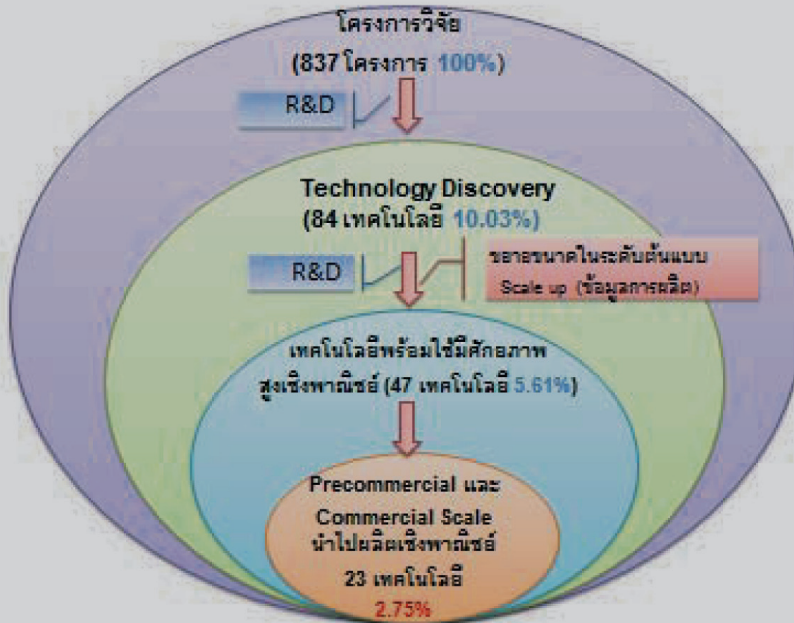 โครงการวิจัย
(837 โครงการ 100%)
R&D
Technology Discovery
(84 เทคโนโลยี 10.03%)
R&D
ขยายขนาดในระดับต้นแบบ
Scale up (ข้อมูลการผลิต)
เทคโนโลยีพร้อมใช้มีศักยภาพ
สูงเชิงพาณิชย์ (47 เทคโนโลยี 5.61%)
Precommercial และ
Commercial Scale
นำไปผลิตเชิงพาณิชย์
23 เทคโนโลยี
2.75%